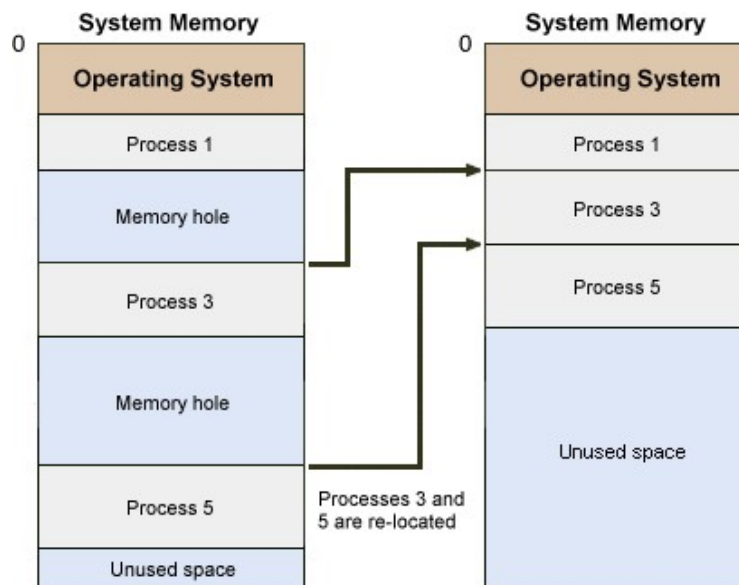 System Memory
0
Operating System
Process 1
Memory hole
Process 3
Memory hole
Process 5
Unused space
Processes 3 and
5 are re-located
System Memory
0
Operating System
Process 1
Process 3
Process 5
Unused space